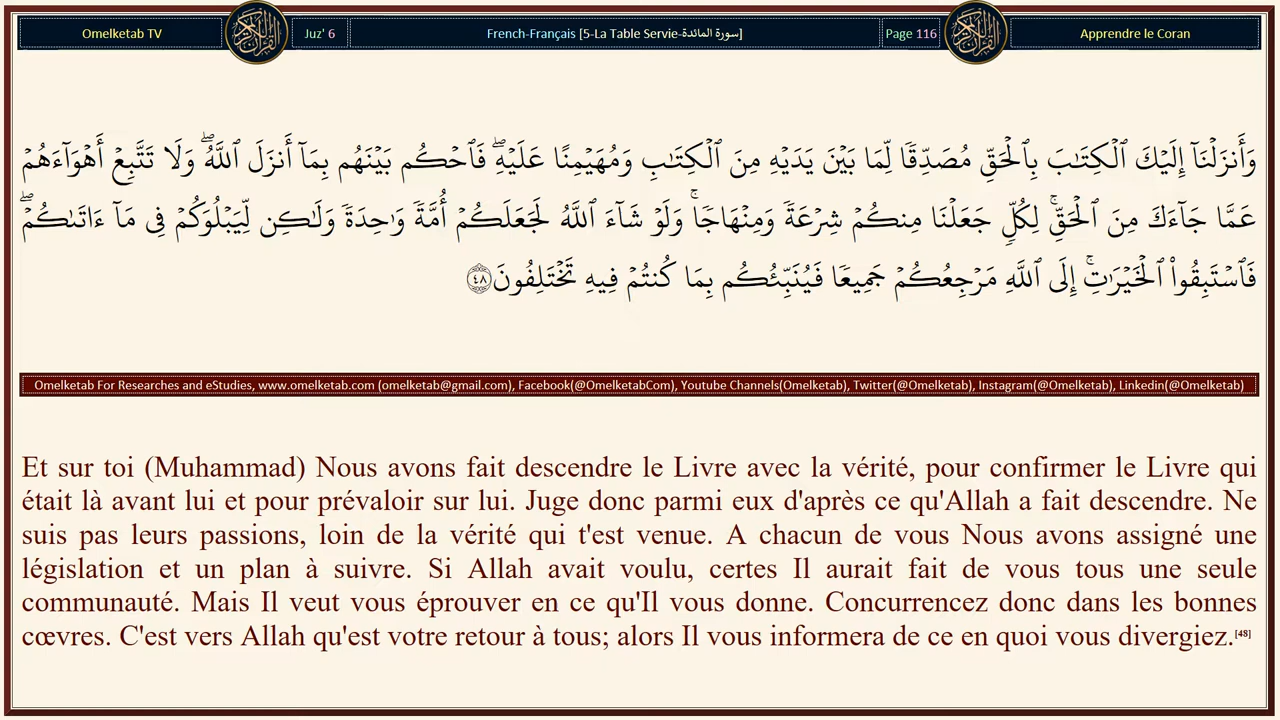 Omelketab TV
Juz' 6
French-Français [5-La Table Servie-سورة المائدة]
Page 116
Apprendre le Coran
وَأَنزَلْنَآ إِلَيْكَ ٱلْكِتَٰبَ بِٱلْحَقِّ مُصَدِّقًا لِّمَا بَيْنَ يَدَيْهِ مِنَ ٱلْكِتَٰبِ وَمُهَيْمِنًا عَلَيْهِ ۖ فَٱحْكُم بَيْنَهُم بِمَآ أَنزَلَ ٱللَّهُ ۖ وَلَا تَتَّبِعْ أَهْوَآءَهُمْ
عَمَّا جَآءَكَ مِنَ ٱلْحَقِّ ۚ لِكُلٍّ جَعَلْنَا مِنكُمْ شِرْعَةً وَمِنْهَاجًا ۚ وَلَوْ شَآءَ ٱللَّهُ لَجَعَلَكُمْ أُمَّةً وَٰحِدَةً وَلَٰكِن لِّيَبْلُوَكُمْ فِى مَآ ءَاتَىٰكُمْ ۖ
فَٱسْتَبِقُوا۟ ٱلْخَيْرَٰتِ ۚ إِلَى ٱللَّهِ مَرْجِعُكُمْ جَمِيعًا فَيُنَبِّئُكُم بِمَا كُنتُمْ فِيهِ تَخْتَلِفُونَ ٤٨
Omelketab For Researches and eStudies, www.omelketab.com (omelketab@gmail.com), Facebook(@OmelketabCom), Youtube Channels(Omelketab), Twitter(@Omelketab), Instagram(@Omelketab), Linkedin(@Omelketab)
Et sur toi (Muhammad) Nous avons fait descendre le Livre avec la vérité, pour confirmer le Livre qui
était là avant lui et pour prévaloir sur lui. Juge donc parmi eux d'après ce qu'Allah a fait descendre. Ne
suis pas leurs passions, loin de la vérité qui t'est venue. A chacun de vous Nous avons assigné une
législation et un plan à suivre. Si Allah avait voulu, certes Il aurait fait de vous tous une seule
communauté. Mais Il veut vous éprouver en ce qu'Il vous donne. Concurrencez donc dans les bonnes
cœvres. C'est vers Allah qu'est votre retour à tous; alors Il vous informera de ce en quoi vous divergiez.[48]